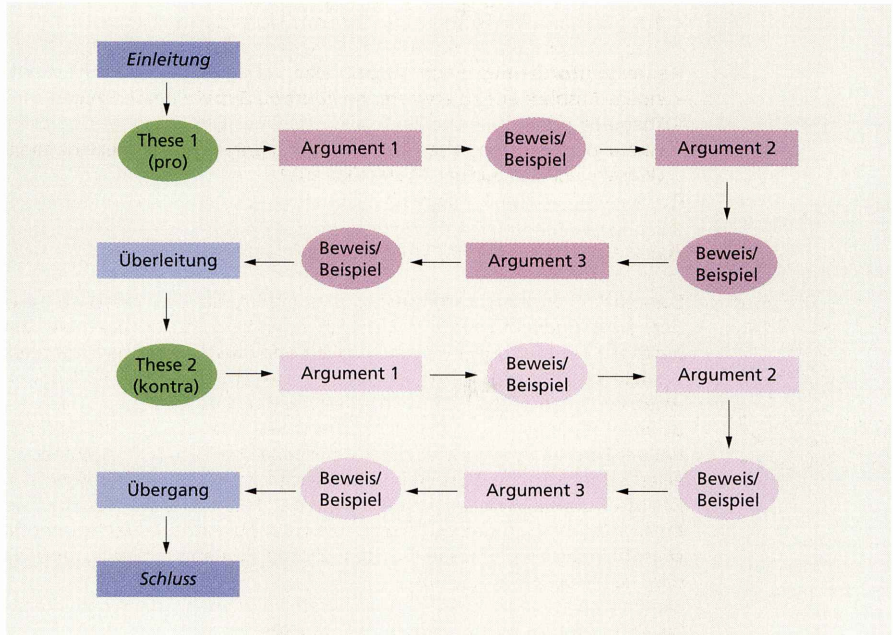 Einleitung
These 1
(pro)
Argument 1
Beweis/
Beispiel
Argument 2
Beweis/
Beispiel
Argument 3
Beweis/
Beispiel
Überleitung
These 2
(kontra)
Argument 1
Beweis/
Beispiel
Argument 2
Beweis/
Beispiel
Argument 3
Beweis/
Beispiel
Übergang
Schluss